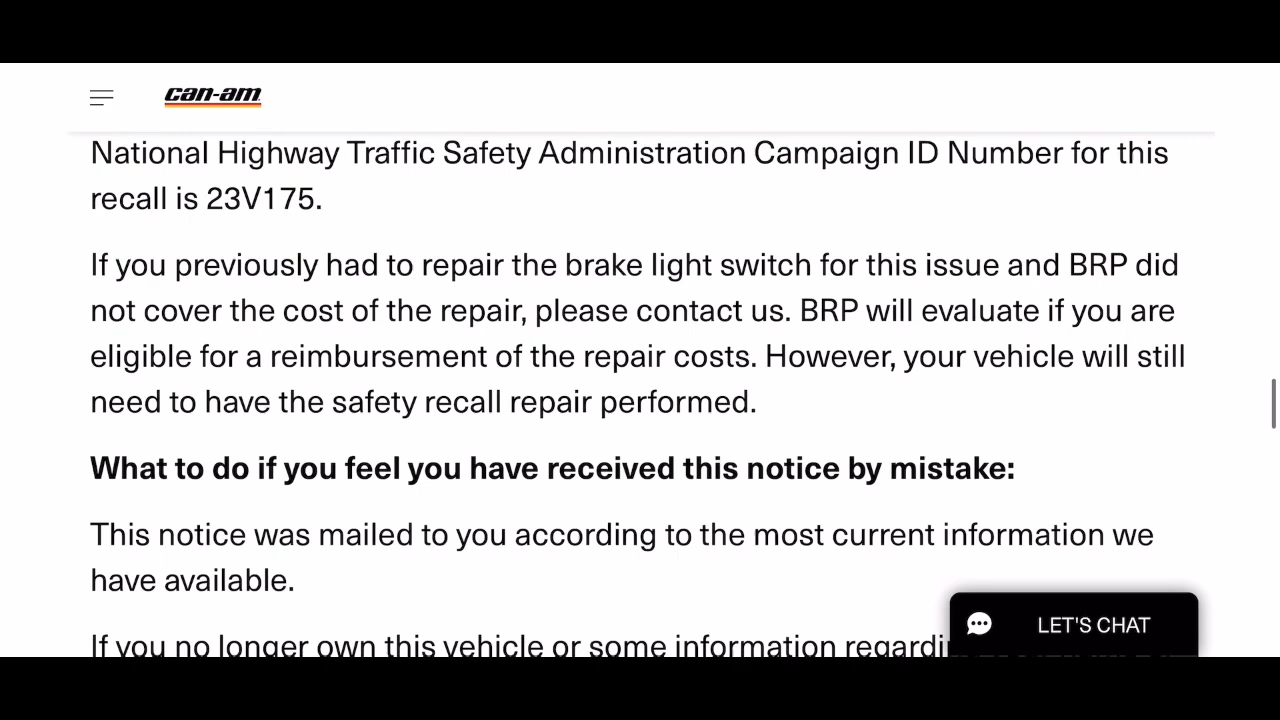 can-am
National Highway Traffic Safety Administration Campaign ID Number for this
recall is 23V175.
If you previously had to repair the brake light switch for this issue and BRP did
not cover the cost of the repair, please contact us. BRP will evaluate if you are
eligible for a reimbursement of the repair costs. However, your vehicle will still
need to have the safety recall repair performed.
What to do if you feel you have received this notice by mistake:
This notice was mailed to you according to the most current information we
have available.
If you no longer own this vehicle or some information
LET'S CHAT